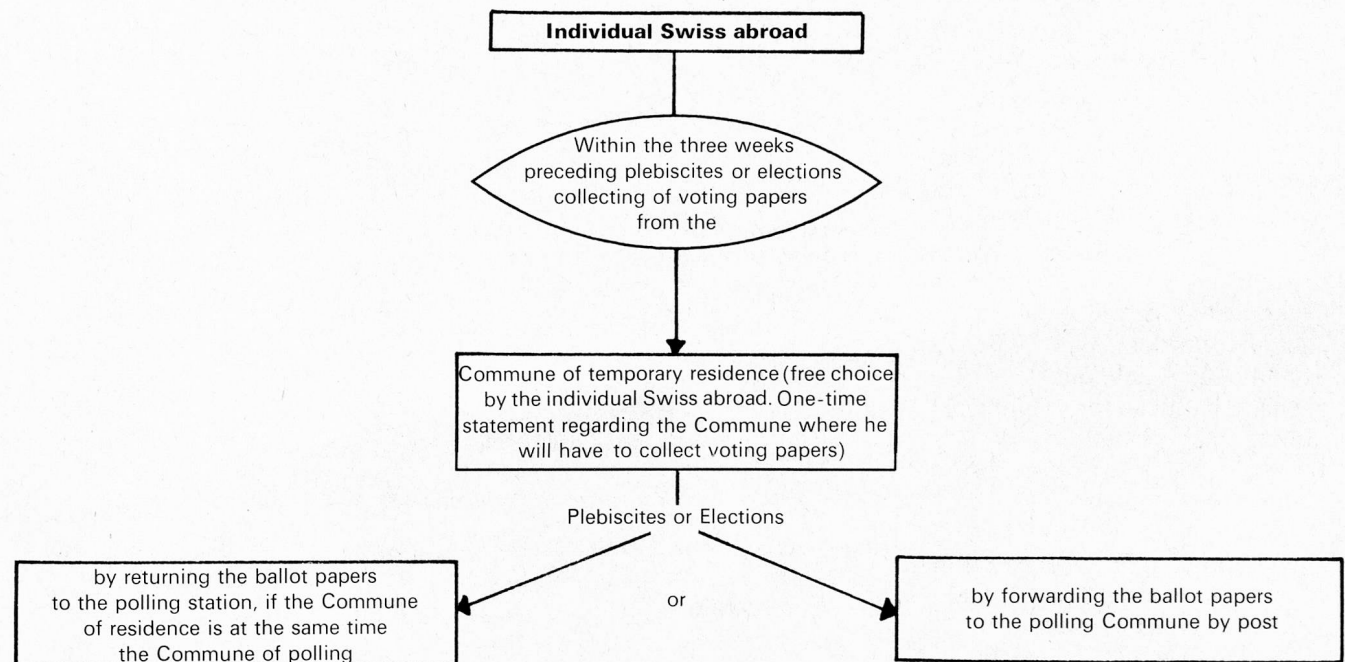 Individual Swiss abroad
Within the three weeks
preceding plebiscites or elections
collecting of voting papers
from the
Commune of temporary residence (free choice
by the individual Swiss abroad. One-time
statement regarding the Commune where he
will have to collect voting papers)
Plebiscites or Elections
by returning the ballot papers
to the polling station, if the Commune
of residence is at the same time
the Commune of polling
or
by forwarding the ballot papers
to the polling Commune by post